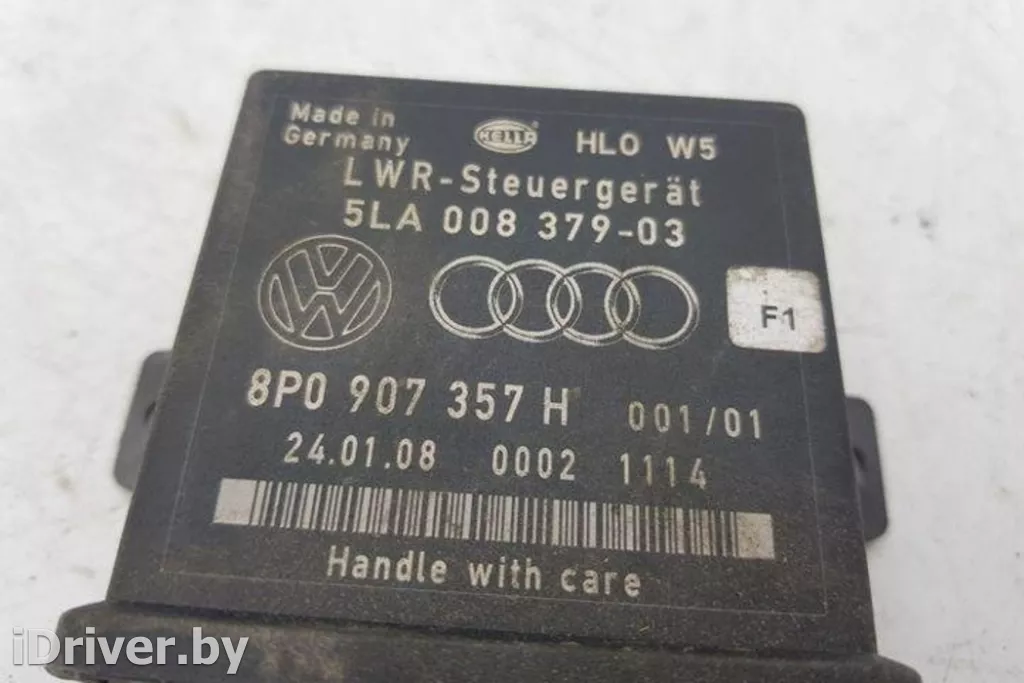 Made in
Germany
HELLA
HLO W5
LWR-Steuergerät
5LA 008 379-03
F1
8P0 907 357 H 001/01
24.01.08 0002 1114
Handle with care
iDriver.by